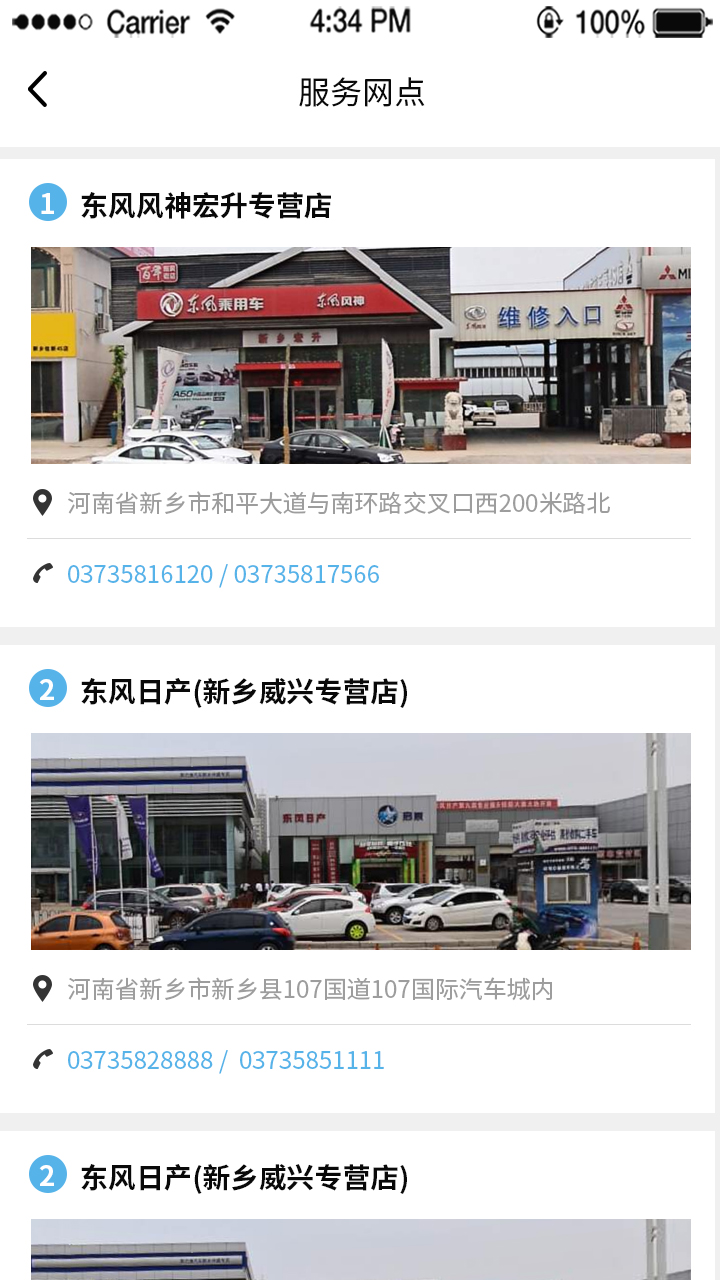 Carrier 4:34 PM 100%
服务网点
1 东风风神宏升专营店
百年
东风乘用车 东风风神
新乡宏升
维修入口
A60
河南省新乡市和平大道与南环路交叉口西200米路北
03735816120 / 03735817566
2 东风日产(新乡威兴专营店)
东风日产 启辰
河南省新乡市新乡县107国道107国际汽车城内
03735828888 / 03735851111
2 东风日产(新乡威兴专营店)